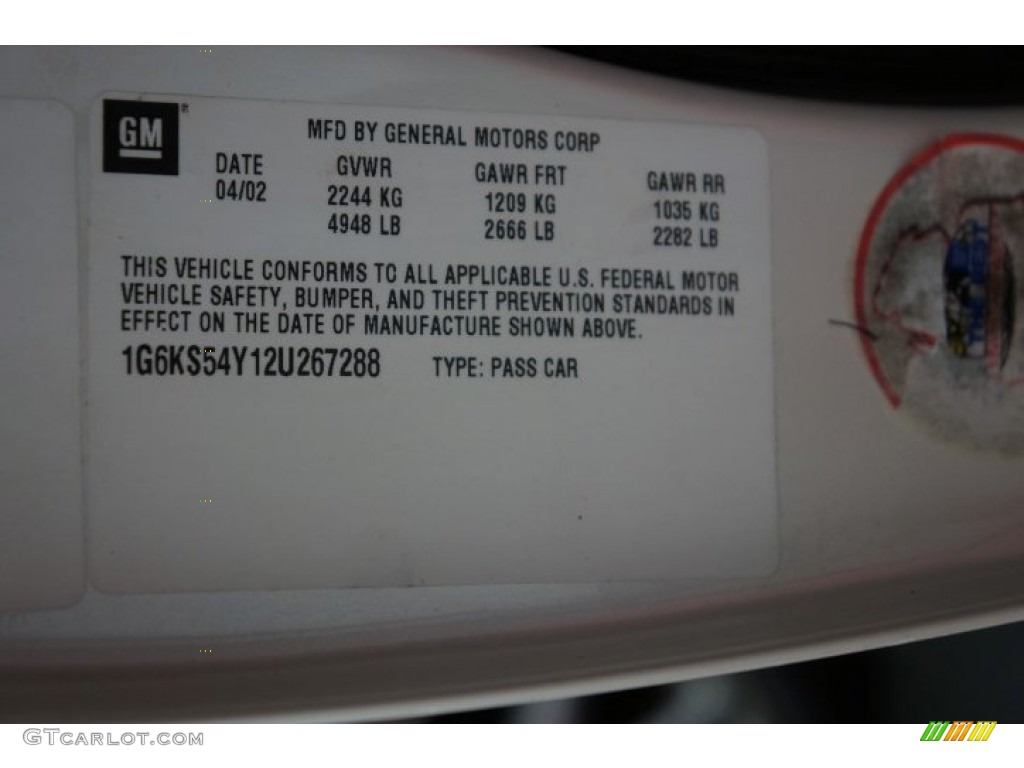 GM®
MFD BY GENERAL MOTORS CORP
DATE GVWR GAWR FRT GAWR RR
04/02 2244 KG 1209 KG 1035 KG
4948 LB 2666 LB 2282 LB
THIS VEHICLE CONFORMS TO ALL APPLICABLE U.S. FEDERAL MOTOR
VEHICLE SAFETY, BUMPER, AND THEFT PREVENTION STANDARDS IN
EFFECT ON THE DATE OF MANUFACTURE SHOWN ABOVE.
1G6KS54Y12U267288 TYPE: PASS CAR
GTCARLOT.COM